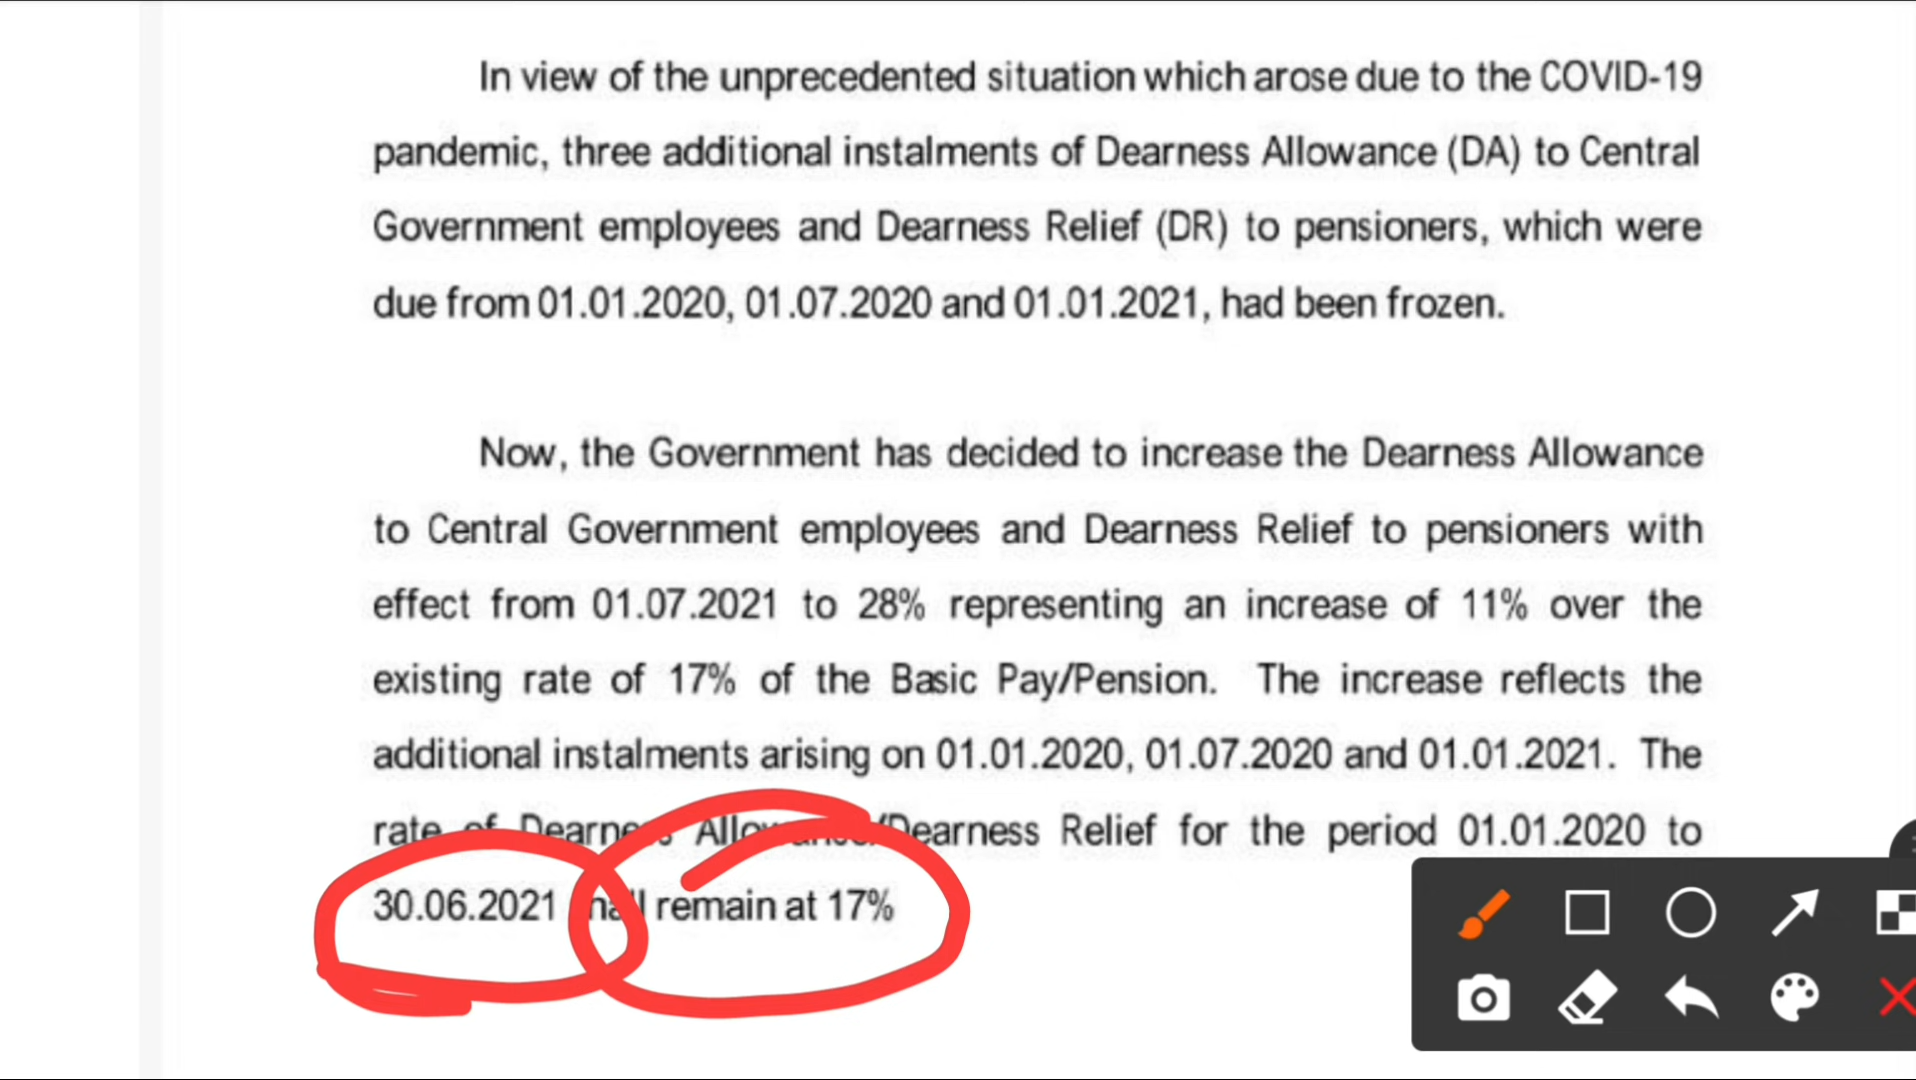 In view of the unprecedented situation which arose due to the COVID-19
pandemic, three additional instalments of Dearness Allowance (DA) to Central
Government employees and Dearness Relief (DR) to pensioners, which were
due from 01.01.2020, 01.07.2020 and 01.01.2021, had been frozen.
Now, the Government has decided to increase the Dearness Allowance
to Central Government employees and Dearness Relief to pensioners with
effect from 01.07.2021 to 28% representing an increase of 11% over the
existing rate of 17% of the Basic Pay/Pension. The increase reflects the
additional instalments arising on 01.01.2020, 01.07.2020 and 01.01.2021. The
rate of Dearness Allowance/Dearness Relief for the period 01.01.2020 to
30.06.2021 shall remain at 17%